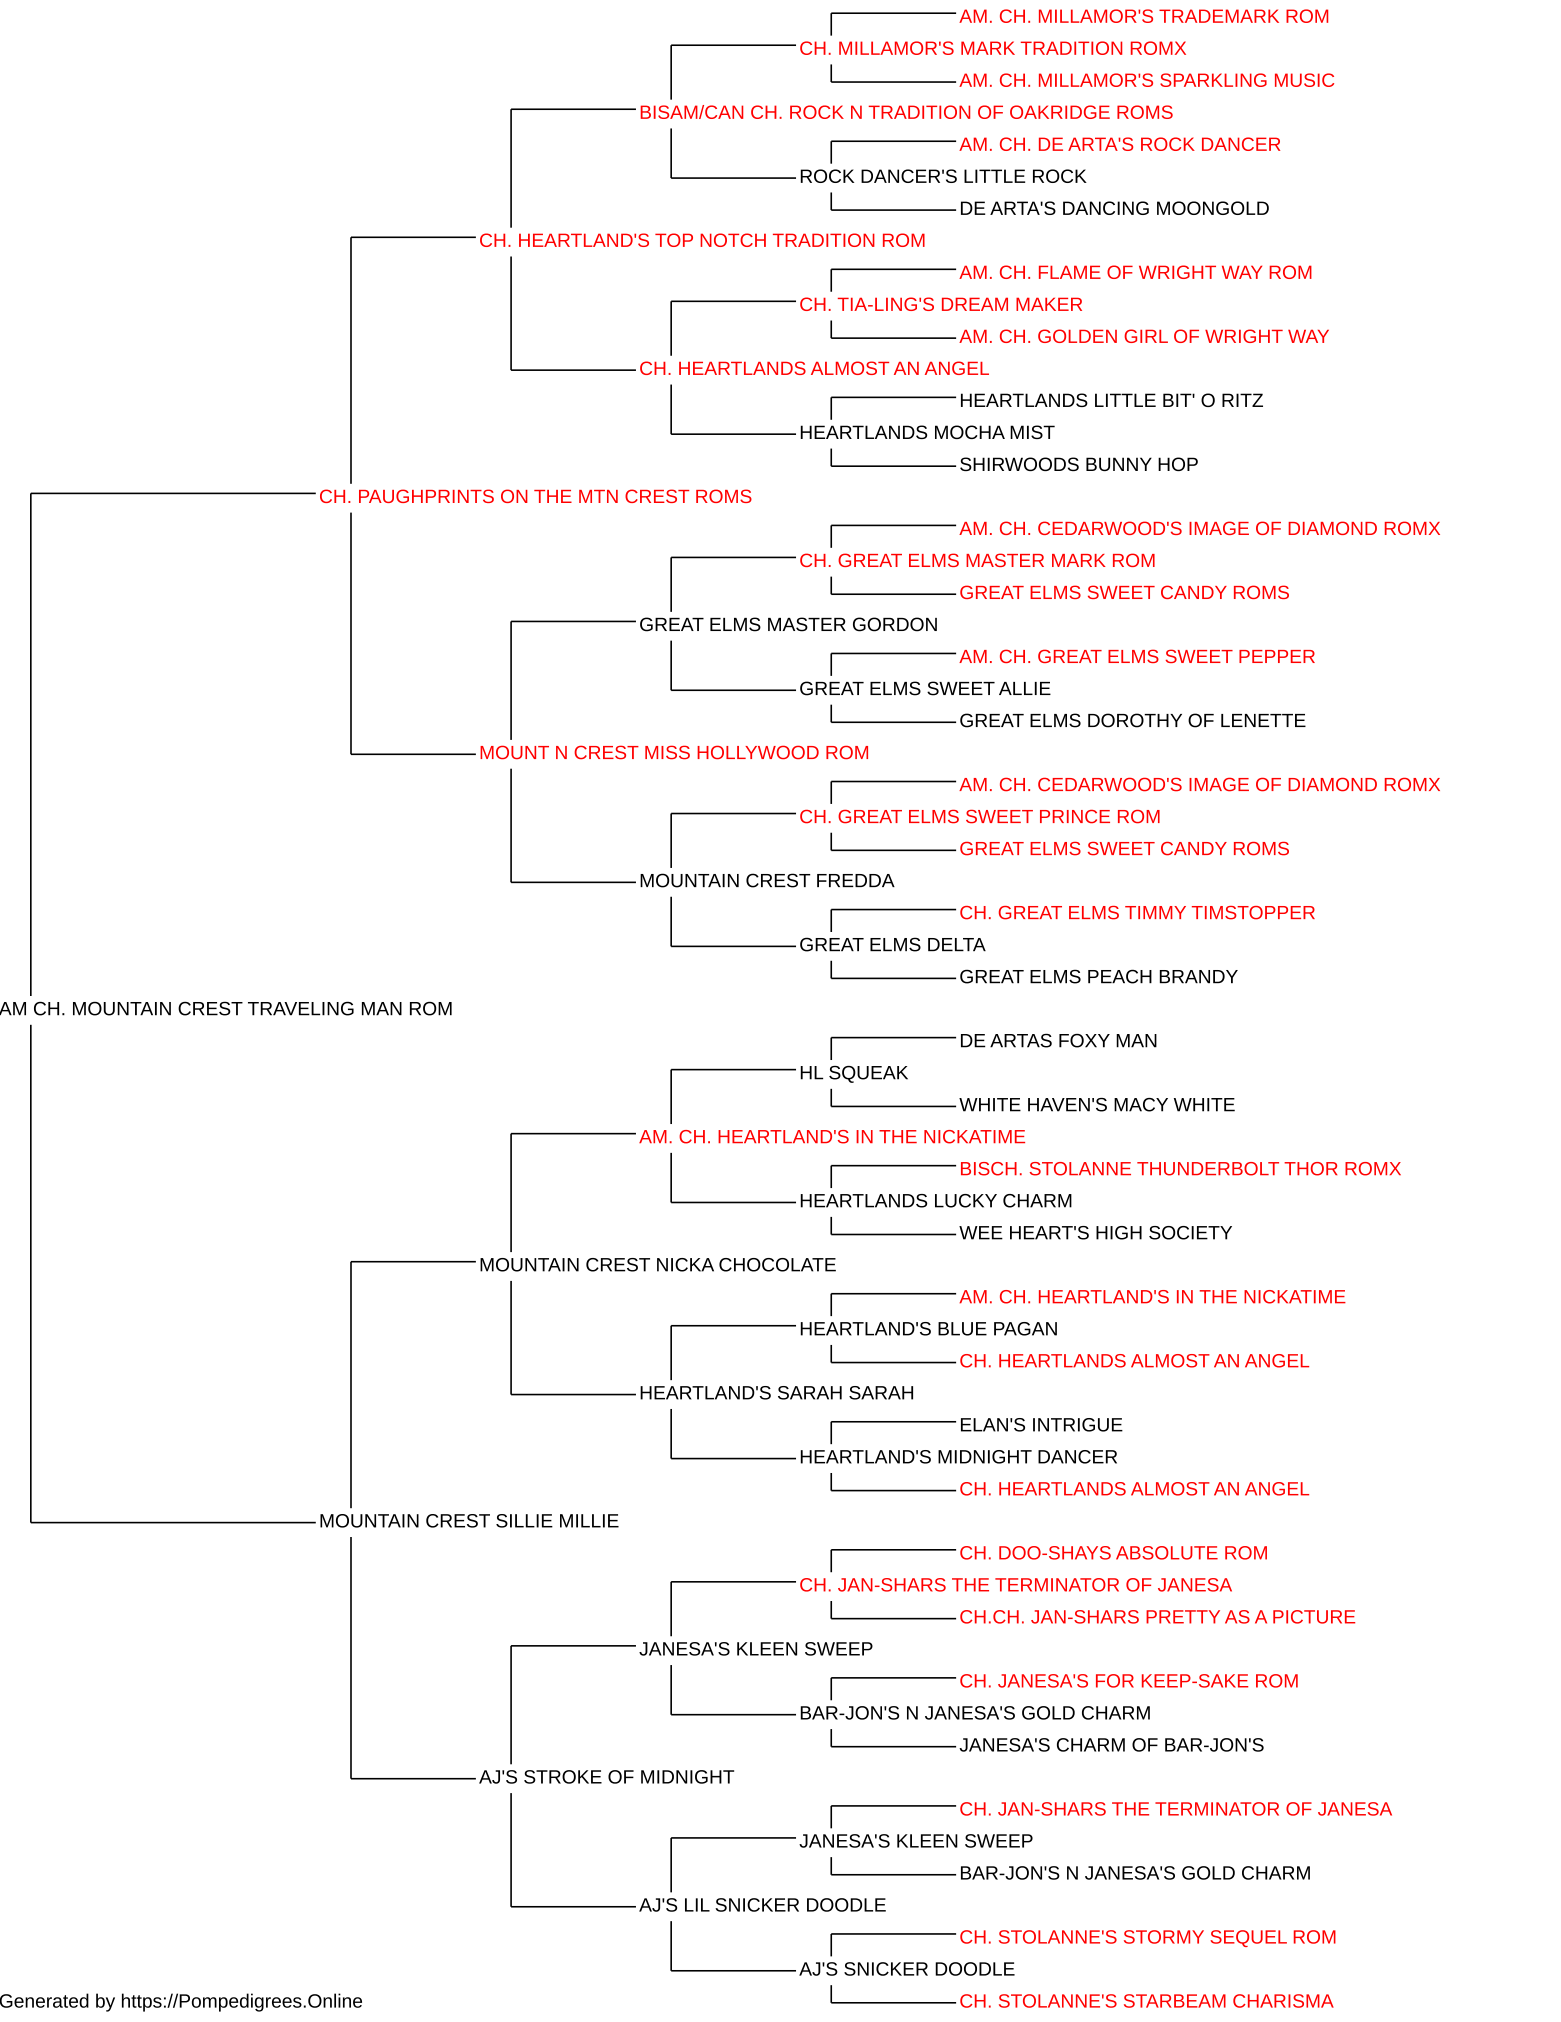 AM. CH. MILLAMOR'S TRADEMARK ROM
CH. MILLAMOR'S MARK TRADITION ROMX
AM. CH. MILLAMOR'S SPARKLING MUSIC
BISAM/CAN CH. ROCK N TRADITION OF OAKRIDGE ROMS
AM. CH. DE ARTA'S ROCK DANCER
ROCK DANCER'S LITTLE ROCK
DE ARTA'S DANCING MOONGOLD
CH. HEARTLAND'S TOP NOTCH TRADITION ROM
AM. CH. FLAME OF WRIGHT WAY ROM
CH. TIA-LING'S DREAM MAKER
AM. CH. GOLDEN GIRL OF WRIGHT WAY
CH. HEARTLANDS ALMOST AN ANGEL
HEARTLANDS LITTLE BIT' O RITZ
HEARTLANDS MOCHA MIST
SHIRWOODS BUNNY HOP
CH. PAUGHPRINTS ON THE MTN CREST ROMS
AM. CH. CEDARWOOD'S IMAGE OF DIAMOND ROMX
CH. GREAT ELMS MASTER MARK ROM
GREAT ELMS SWEET CANDY ROMS
GREAT ELMS MASTER GORDON
AM. CH. GREAT ELMS SWEET PEPPER
GREAT ELMS SWEET ALLIE
GREAT ELMS DOROTHY OF LENETTE
MOUNT N CREST MISS HOLLYWOOD ROM
AM. CH. CEDARWOOD'S IMAGE OF DIAMOND ROMX
CH. GREAT ELMS SWEET PRINCE ROM
GREAT ELMS SWEET CANDY ROMS
MOUNTAIN CREST FREDDA
CH. GREAT ELMS TIMMY TIMSTOPPER
GREAT ELMS DELTA
GREAT ELMS PEACH BRANDY
AM CH. MOUNTAIN CREST TRAVELING MAN ROM
DE ARTAS FOXY MAN
HL SQUEAK
WHITE HAVEN'S MACY WHITE
AM. CH. HEARTLAND'S IN THE NICKATIME
BISCH. STOLANNE THUNDERBOLT THOR ROMX
HEARTLANDS LUCKY CHARM
WEE HEART'S HIGH SOCIETY
MOUNTAIN CREST NICKA CHOCOLATE
AM. CH. HEARTLAND'S IN THE NICKATIME
HEARTLAND'S BLUE PAGAN
CH. HEARTLANDS ALMOST AN ANGEL
HEARTLAND'S SARAH SARAH
ELAN'S INTRIGUE
HEARTLAND'S MIDNIGHT DANCER
CH. HEARTLANDS ALMOST AN ANGEL
MOUNTAIN CREST SILLIE MILLIE
CH. DOO-SHAYS ABSOLUTE ROM
CH. JAN-SHARS THE TERMINATOR OF JANESA
CH.CH. JAN-SHARS PRETTY AS A PICTURE
JANESA'S KLEEN SWEEP
CH. JANESA'S FOR KEEP-SAKE ROM
BAR-JON'S N JANESA'S GOLD CHARM
JANESA'S CHARM OF BAR-JON'S
AJ'S STROKE OF MIDNIGHT
CH. JAN-SHARS THE TERMINATOR OF JANESA
JANESA'S KLEEN SWEEP
BAR-JON'S N JANESA'S GOLD CHARM
AJ'S LIL SNICKER DOODLE
CH. STOLANNE'S STORMY SEQUEL ROM
AJ'S SNICKER DOODLE
CH. STOLANNE'S STARBEAM CHARISMA
Generated by https://Pompedigrees.Online